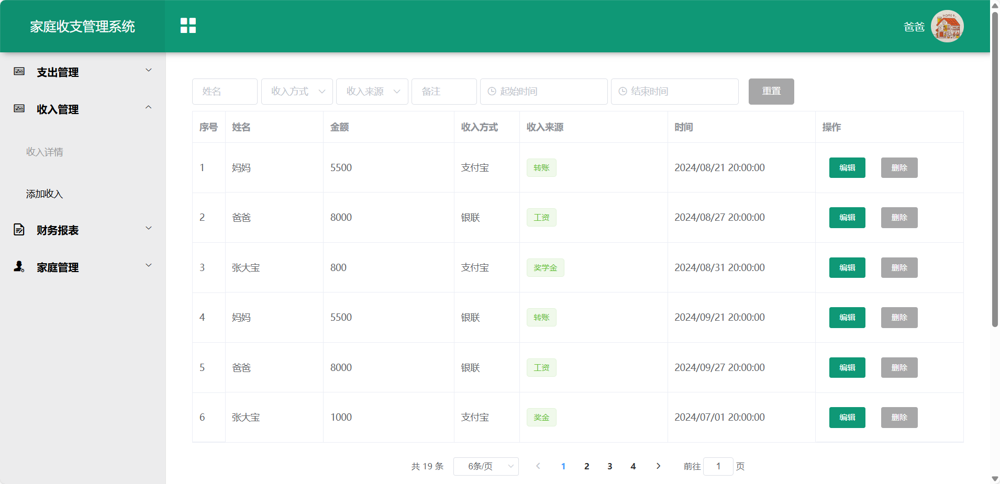 家庭收支管理系统
爸爸
支出管理
收入管理
收入详情
添加收入
财务报表
家庭管理
姓名 收入方式 收入来源 备注 起始时间 结束时间 重置
序号 姓名 金额 收入方式 收入来源 时间 操作
1 妈妈 5500 支付宝 转账 2024/08/21 20:00:00 编辑 删除
2 爸爸 8000 银联 工资 2024/08/27 20:00:00 编辑 删除
3 张大宝 800 支付宝 奖学金 2024/08/31 20:00:00 编辑 删除
4 妈妈 5500 银联 转账 2024/09/21 20:00:00 编辑 删除
5 爸爸 8000 银联 工资 2024/09/27 20:00:00 编辑 删除
6 张大宝 1000 支付宝 奖金 2024/07/01 20:00:00 编辑 删除
共 19 条 6条/页 1 2 3 4 前往 1 页